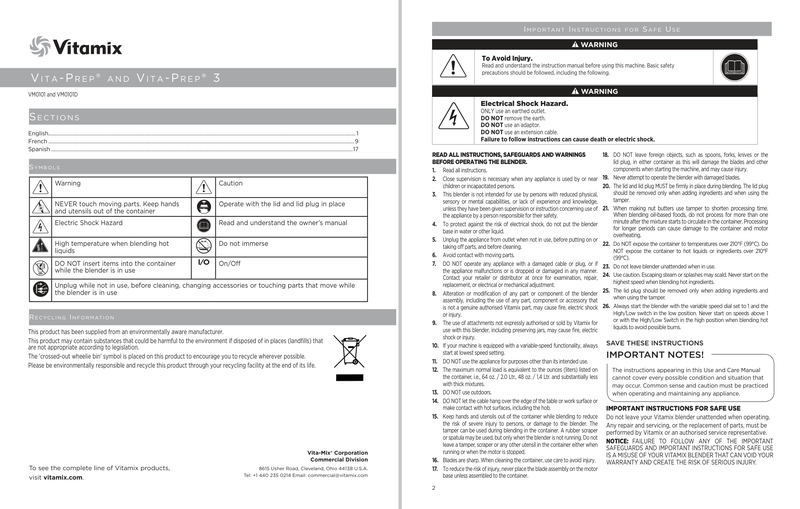 Vitamix
VITA-PREP® AND VITA-PREP® 3
VM0101 and VM0101D
SECTIONS
English 1
French 9
Spanish 17
SYMBOLS
Warning
Caution
NEVER touch moving parts. Keep hands
and utensils out of the container
Operate with the lid and lid plug in place
Electric Shock Hazard
Read and understand the owner's manual
High temperature when blending hot
liquids
Do not immerse
DO NOT insert items into the container
while the blender is in use
I/O
On/Off
Unplug while not in use, before cleaning, changing accessories or touching parts that move while
the blender is in use
RECYCLING INFORMATION
This product has been supplied from an environmentally aware manufacturer.
This product may contain substances that could be harmful to the environment if disposed of in places (landfills) that
are not appropriate according to legislation.
The 'crossed-out wheelie bin' symbol is placed on this product to encourage you to recycle wherever possible.
Please be environmentally responsible and recycle this product through your recycling facility at the end of its life.
To see the complete line of Vitamix products,
visit vitamix.com.
Vita-Mix® Corporation
Commercial Division
8615 Usher Road, Cleveland, Ohio 44138 U.S.A.
Tel: +1 440 235 0214 Email: commercial@vitamix.com
IMPORTANT INSTRUCTIONS FOR SAFE USE
WARNING
To Avoid Injury.
Read and understand the instruction manual before using this machine. Basic safety
precautions should be followed, including the following.
WARNING
Electrical Shock Hazard.
ONLY use an earthed outlet.
DO NOT remove the earth.
DO NOT use an adaptor.
DO NOT use an extension cable.
Failure to follow instructions can cause death or electric shock.
READ ALL INSTRUCTIONS, SAFEGUARDS AND WARNINGS
BEFORE OPERATING THE BLENDER.
1. Read all instructions.
2. Close supervision is necessary when any appliance is used by or near
children or incapacitated persons.
3. This blender is not intended for use by persons with reduced physical,
sensory or mental capabilities, or lack of experience and knowledge,
unless they have been given supervision or instruction concerning use of
the appliance by a person responsible for their safety.
4. To protect against the risk of electrical shock, do not put the blender
base in water or other liquid.
5. Unplug the appliance from outlet when not in use, before putting on or
taking off parts, and before cleaning.
6. Avoid contact with moving parts.
7. DO NOT operate any appliance with a damaged cable or plug, or if
the appliance malfunctions or is dropped or damaged in any manner.
Contact your retailer or distributor at once for examination, repair,
replacement, or electrical or mechanical adjustment.
8. Alteration or modification of any part or component of the blender
assembly, including the use of any part, component or accessory that
is not a genuine authorised Vitamix part, may cause fire, electric shock
or injury.
9. The use of attachments not expressly authorised or sold by Vitamix for
use with this blender, including preserving jars, may cause fire, electric
shock or injury.
10. If your machine is equipped with a variable-speed functionality, always
start at lowest speed setting.
11. DO NOT use the appliance for purposes other than its intended use.
12. The maximum normal load is equivalent to the ounces (liters) listed on
the container, i.e., 64 oz. / 2.0 Ltr., 48 oz. / 1.4 Ltr. and substantially less
with thick mixtures.
13. DO NOT use outdoors.
14. DO NOT let the cable hang over the edge of the table or work surface or
make contact with hot surfaces, including the hob.
15. Keep hands and utensils out of the container while blending to reduce
the risk of severe injury to persons, or damage to the blender. The
tamper can be used during blending in the container. A rubber scraper
or spatula may be used, but only when the blender is not running. Do not
leave a tamper, scraper or any other utensil in the container either when
running or when the motor is stopped.
16. Blades are sharp. When cleaning the container, use care to avoid injury.
17. To reduce the risk of injury, never place the blade assembly on the motor
base unless assembled to the container.
2
18. DO NOT leave foreign objects, such as spoons, forks, knives or the
lid plug, in either container as this will damage the blades and other
components when starting the machine, and may cause injury.
19. Never attempt to operate the blender with damaged blades.
20. The lid and lid plug MUST be firmly in place during blending. The lid plug
should be removed only when adding ingredients and when using the
tamper.
21. When making nut butters use tamper to shorten processing time.
When blending oil-based foods, do not process for more than one
minute after the mixture starts to circulate in the container. Processing
for longer periods can cause damage to the container and motor
overheating.
22. Do NOT expose the container to temperatures over 210°F (99°C). Do
NOT expose the container to hot liquids or ingredients over 210°F
(99°C).
23. Do not leave blender unattended when in use.
24. Use caution. Escaping steam or splashes may scald. Never start on the
highest speed when blending hot ingredients.
25. The lid plug should be removed only when adding ingredients and
when using the tamper.
26. Always start the blender with the variable speed dial set to 1 and the
High/Low switch in the low position. Never start on speeds above 1
or with the High/Low Switch in the high position when blending hot
liquids to avoid possible burns.
SAVE THESE INSTRUCTIONS
IMPORTANT NOTES!
The instructions appearing in this Use and Care Manual
cannot cover every possible condition and situation that
may occur. Common sense and caution must be practiced
when operating and maintaining any appliance.
IMPORTANT INSTRUCTIONS FOR SAFE USE
Do not leave your Vitamix blender unattended when operating.
Any repair and servicing, or the replacement of parts, must be
performed by Vitamix or an authorised service representative.
NOTICE: FAILURE TO FOLLOW ANY OF THE IMPORTANT
SAFEGUARDS AND IMPORTANT INSTRUCTIONS FOR SAFE USE
IS A MISUSE OF YOUR VITAMIX BLENDER THAT CAN VOID YOUR
WARRANTY AND CREATE THE RISK OF SERIOUS INJURY.